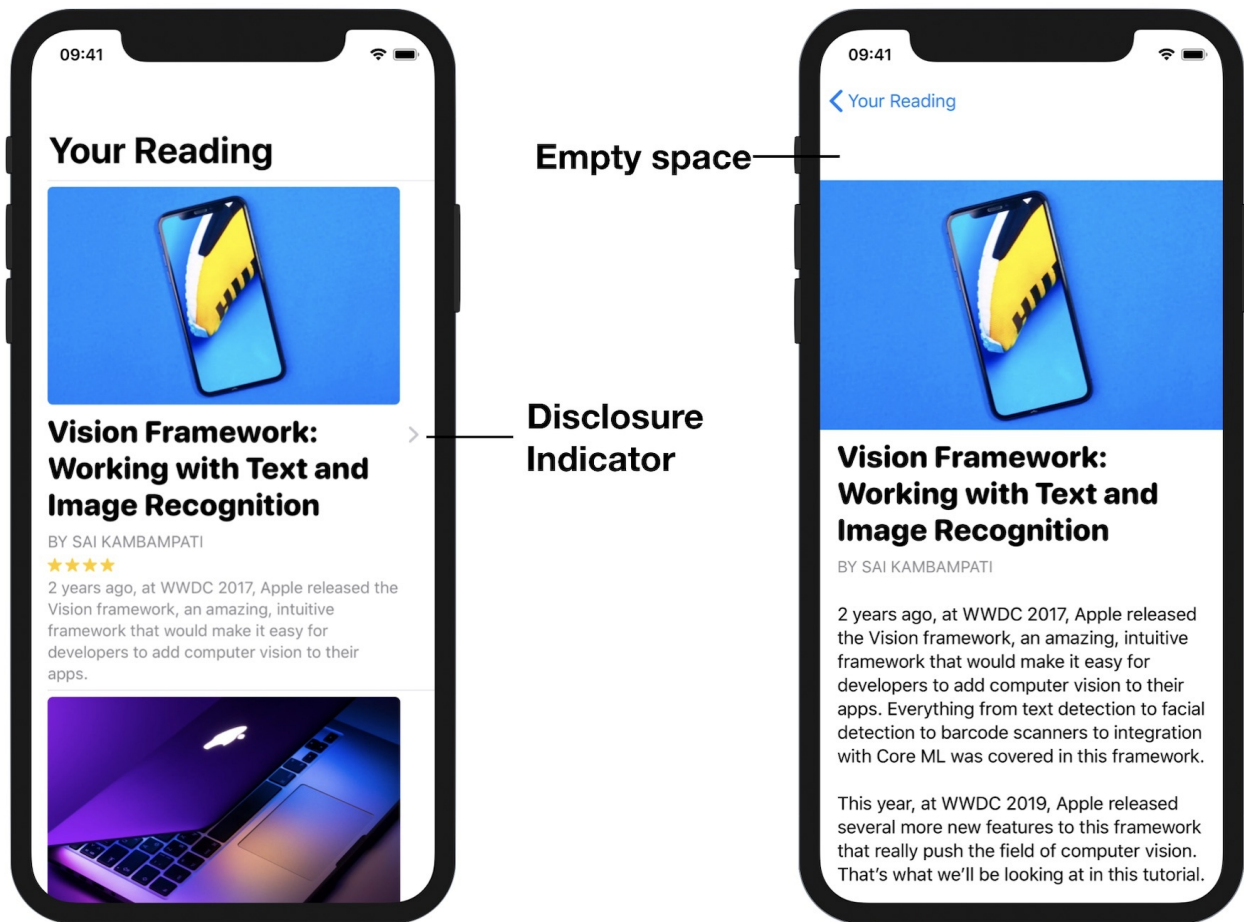 09:41
Your Reading
Vision Framework:
Working with Text and
Image Recognition
BY SAI KAMBAMPATI
2 years ago, at WWDC 2017, Apple released the
Vision framework, an amazing, intuitive
framework that would make it easy for
developers to add computer vision to their
apps.
Empty space
Disclosure
Indicator
09:41
Your Reading
Vision Framework:
Working with Text and
Image Recognition
BY SAI KAMBAMPATI
2 years ago, at WWDC 2017, Apple released
the Vision framework, an amazing, intuitive
framework that would make it easy for
developers to add computer vision to their
apps. Everything from text detection to facial
detection to barcode scanners to integration
with Core ML was covered in this framework.
This year, at WWDC 2019, Apple released
several more new features to this framework
that really push the field of computer vision.
That’s what we’ll be looking at in this tutorial.